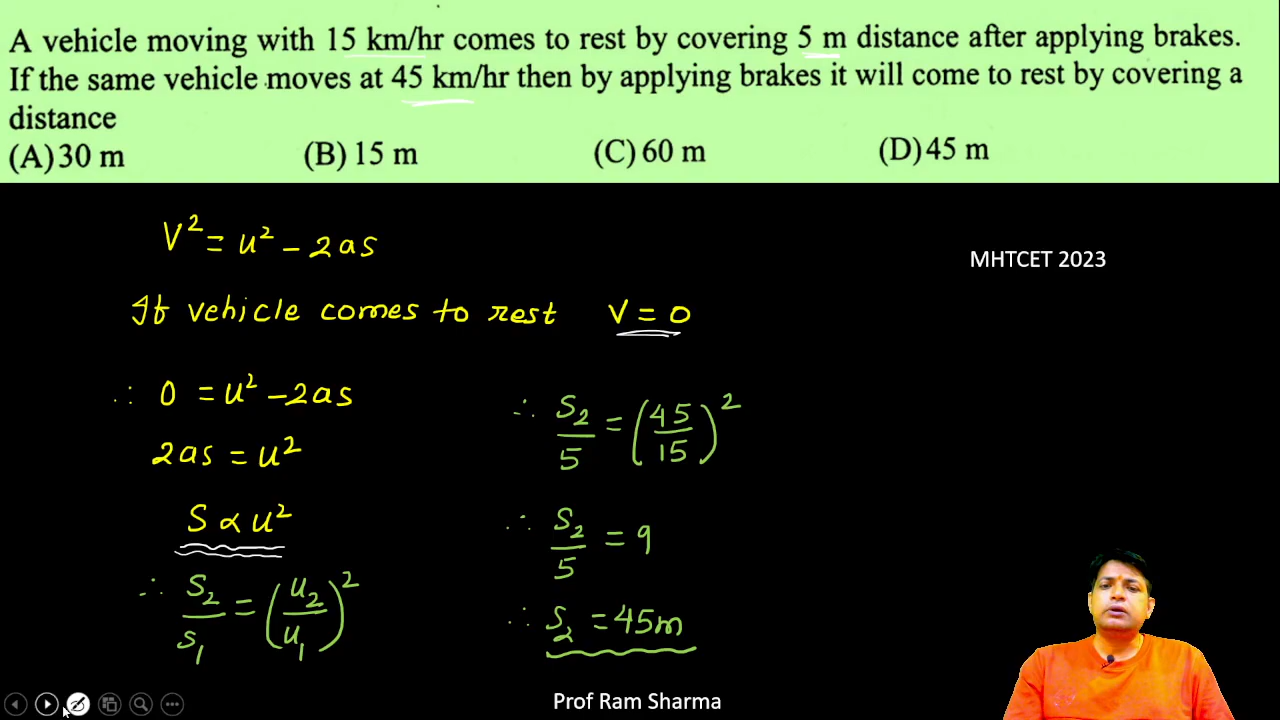 A vehicle moving with 15 km/hr comes to rest by covering 5 m distance after applying brakes.
If the same vehicle moves at 45 km/hr then by applying brakes it will come to rest by covering a
distance
(A) 30 m (B) 15 m (C) 60 m (D) 45 m
V² = u² - 2as
MHTCET 2023
If vehicle comes to rest V = 0
∴ 0 = u² - 2as
2as = u²
S ∝ u²
∴ S₂/S₁ = (u₂/u₁)²
∴ S₂/5 = (45/15)²
∴ S₂/5 = 9
∴ S₂ = 45m
Prof Ram Sharma